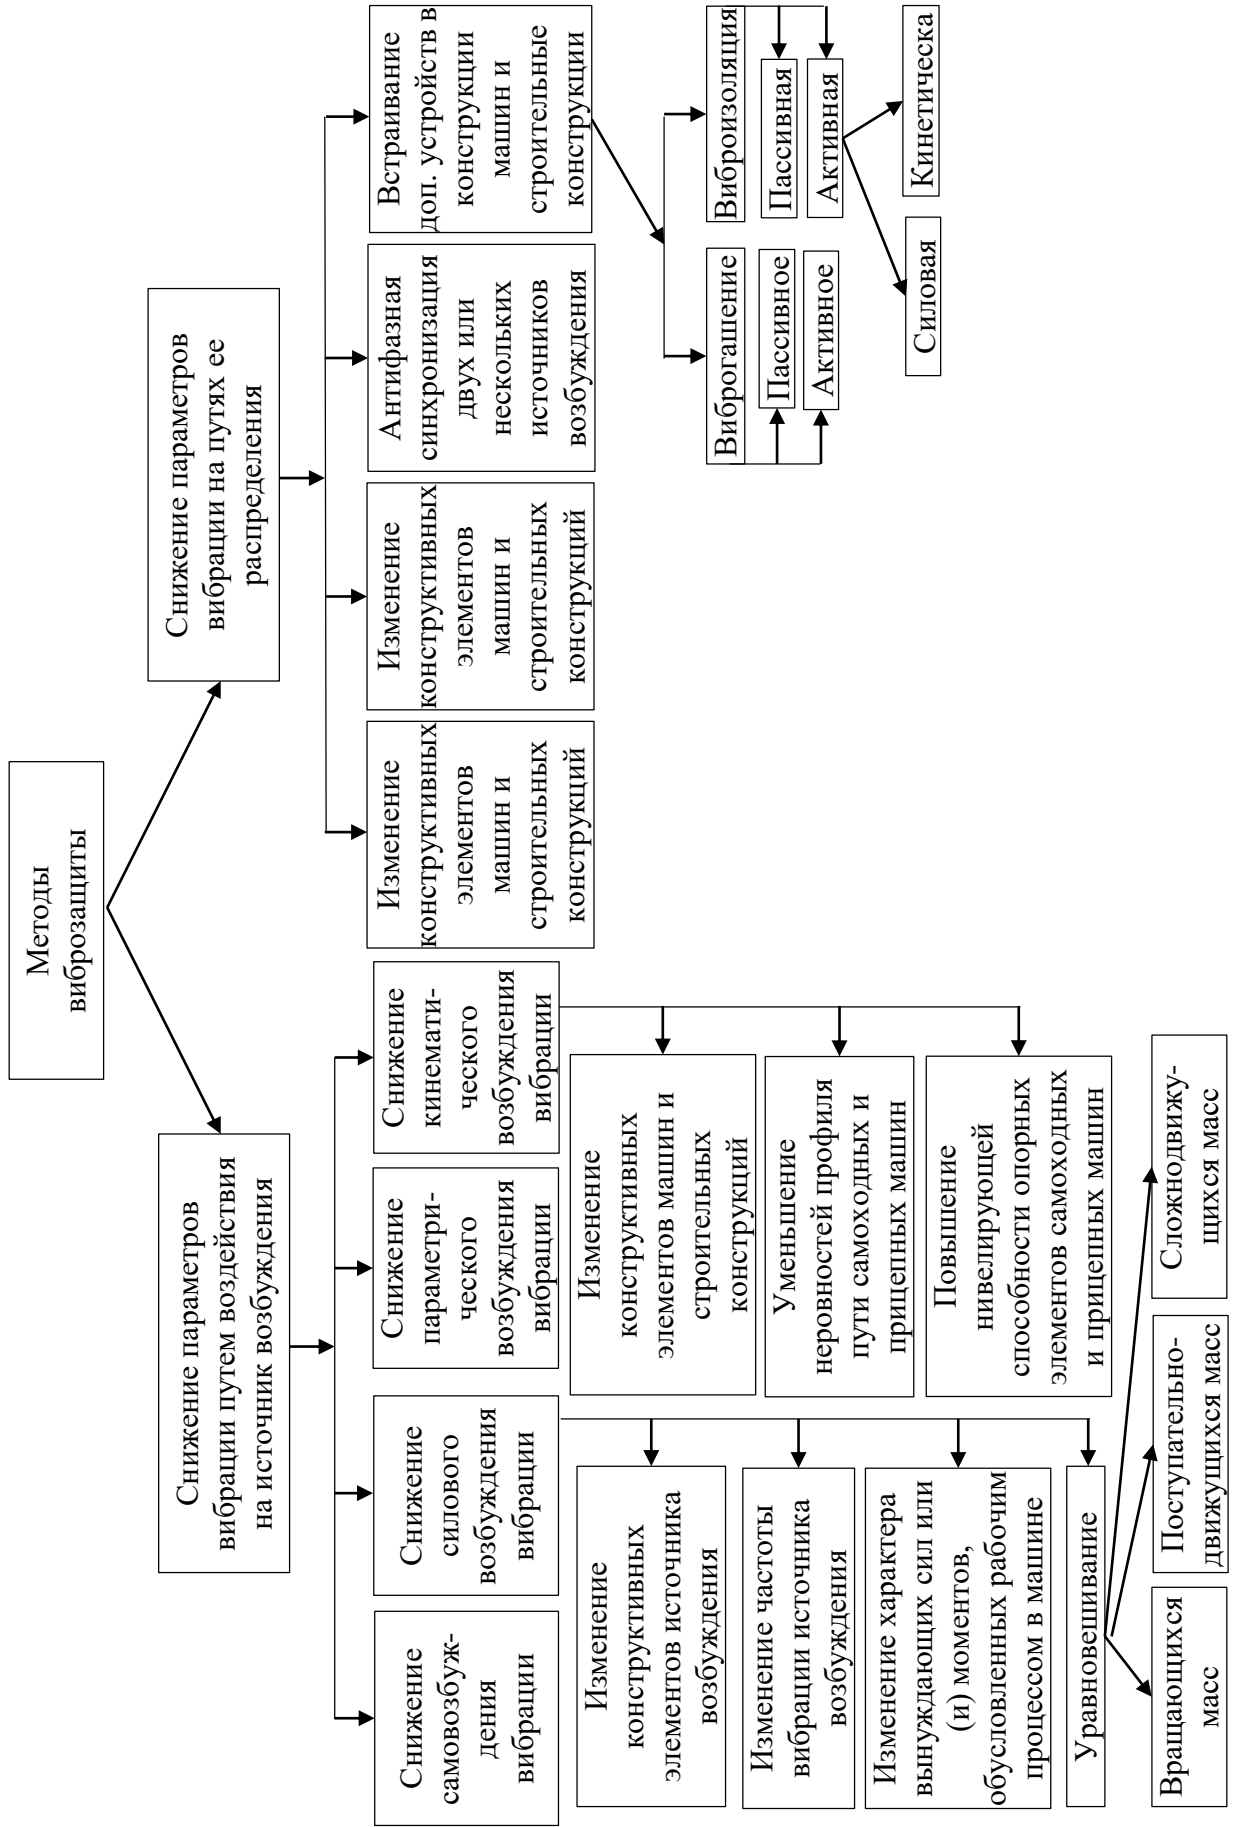 Методы
виброзащиты
Снижение параметров
вибрации путем воздействия
на источник возбуждения
Снижение параметров
вибрации на путях ее
распределения
Снижение
самовозбуж-
дения
вибрации
Снижение
силового
возбуждения
вибрации
Снижение
параметри-
ческого
возбуждения
вибрации
Снижение
кинемати-
ческого
возбуждения
вибрации
Изменение
конструктивных
элементов
машин и
строительных
конструкций
Изменение
конструктивных
элементов
машин и
строительных
конструкций
Антифазная
синхронизация
двух или
нескольких
источников
возбуждения
Встраивание
доп. устройств в
конструкции
машин и
строительные
конструкции
Изменение
конструктивных
элементов источника
возбуждения
Изменение частоты
вибрации источника
возбуждения
Изменение характера
вынуждающих сил или
(и) моментов,
обусловленных рабочим
процессом в машине
Уравновешивание
Вращающихся
масс
Поступательно-
движущихся масс
Сложнодвижу-
щихся масс
Изменение
конструктивных
элементов машин и
строительных
конструкций
Уменьшение
неровностей профиля
пути самоходных и
прицепных машин
Повышение
нивелирующей
способности опорных
элементов самоходных
и прицепных машин
Виброгашение
Пассивное
Активное
Виброизоляция
Пассивная
Активная
Силовая
Кинетическа